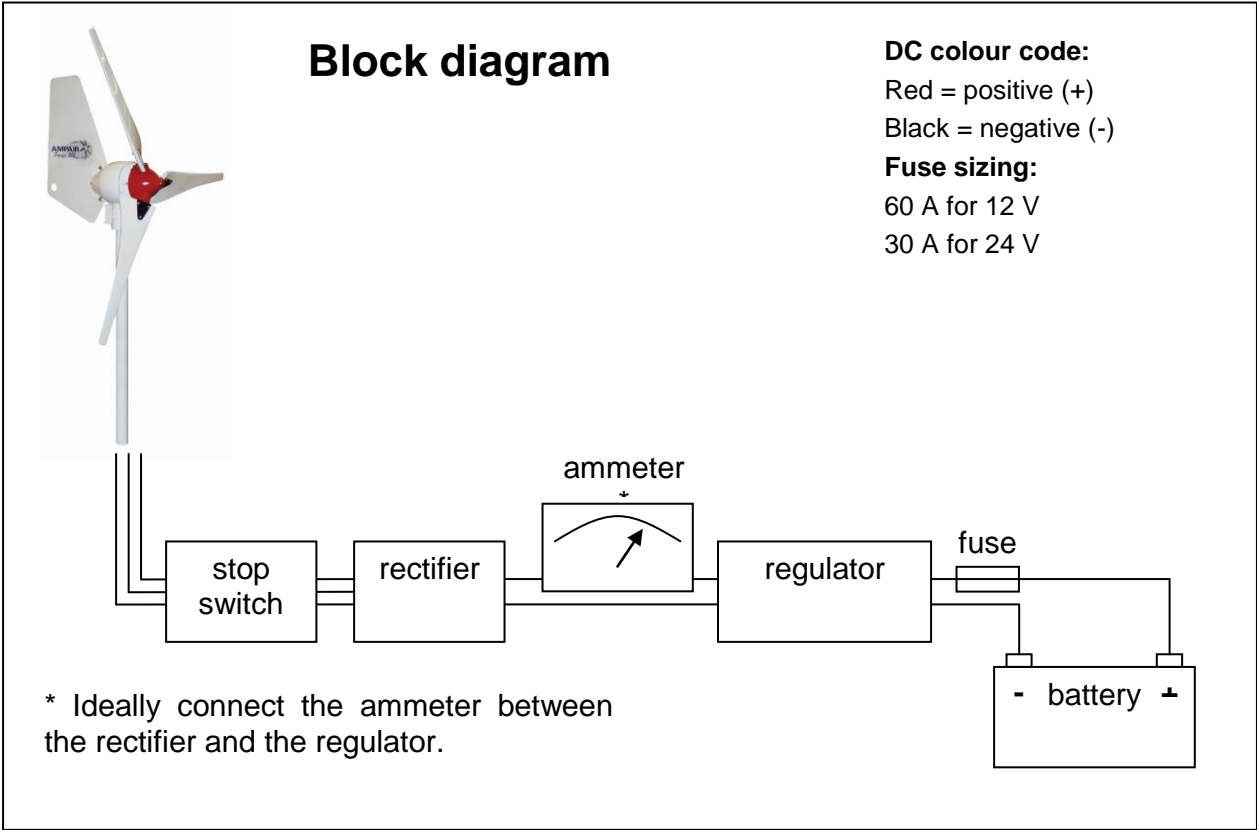 Block diagram
DC colour code:
Red = positive (+)
Black = negative (-)
Fuse sizing:
60 A for 12 V
30 A for 24 V
AMPAIR
ammeter
*
stop
switch
rectifier
regulator
fuse
- battery +
* Ideally connect the ammeter between
the rectifier and the regulator.